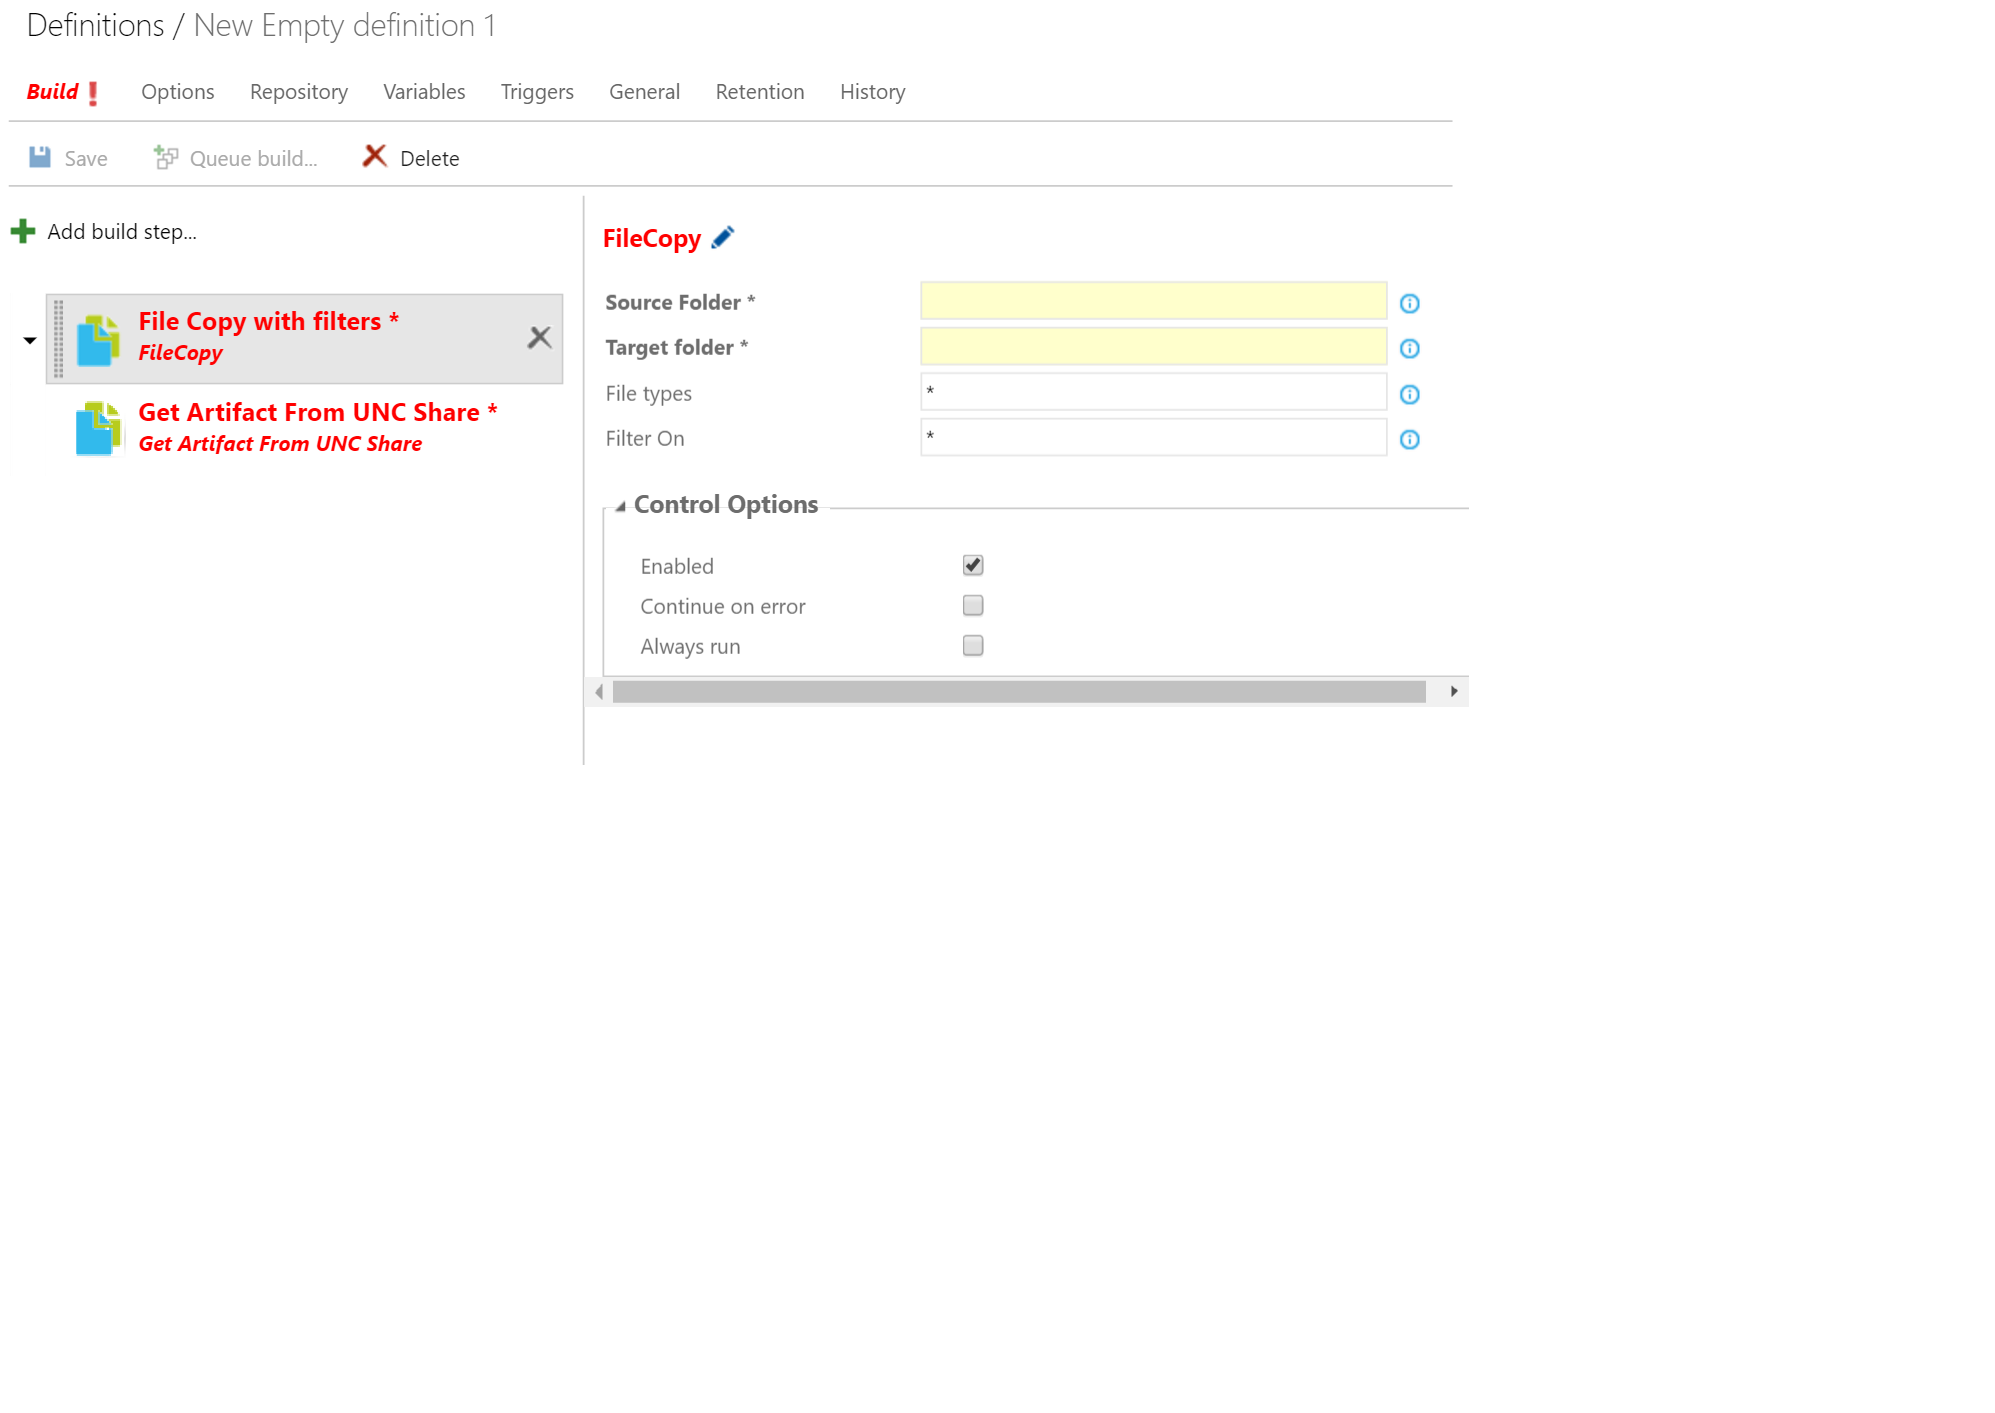 Definitions / New Empty definition 1
Build Options Repository Variables Triggers General Retention History
Save Queue build... Delete
Add build step...
File Copy with filters *
FileCopy
Get Artifact From UNC Share *
Get Artifact From UNC Share
FileCopy
Source Folder *
Target folder *
File types *
Filter On *
Control Options
Enabled
Continue on error
Always run